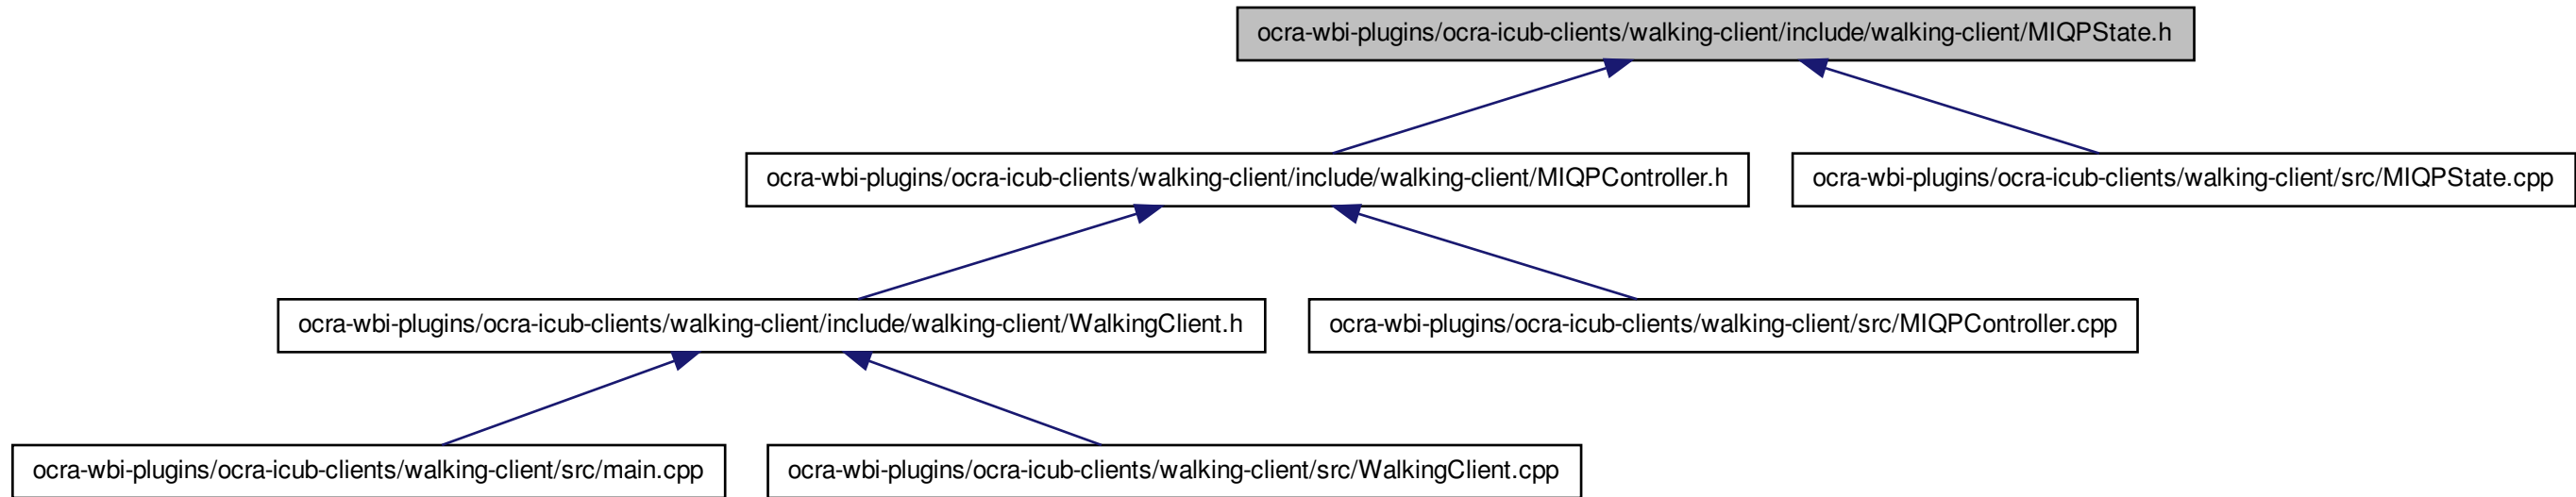 ocra-wbi-plugins/ocra-icub-clients/walking-client/include/walking-client/MIQPState.h
ocra-wbi-plugins/ocra-icub-clients/walking-client/include/walking-client/MIQPController.h
ocra-wbi-plugins/ocra-icub-clients/walking-client/src/MIQPState.cpp
ocra-wbi-plugins/ocra-icub-clients/walking-client/include/walking-client/WalkingClient.h
ocra-wbi-plugins/ocra-icub-clients/walking-client/src/MIQPController.cpp
ocra-wbi-plugins/ocra-icub-clients/walking-client/src/main.cpp
ocra-wbi-plugins/ocra-icub-clients/walking-client/src/WalkingClient.cpp